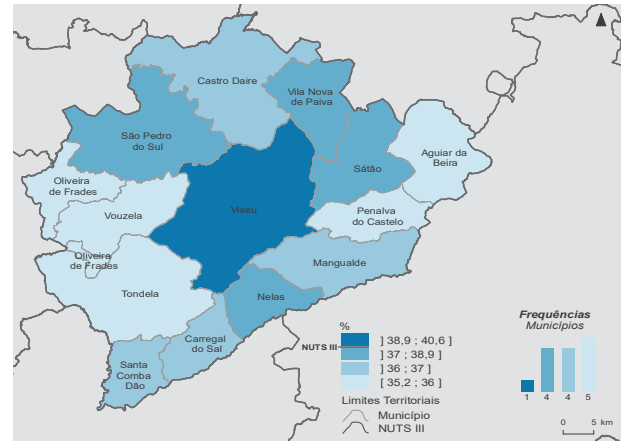 Castro Daire
Vila Nova
de Paiva
São Pedro
do Sul
Aguiar da
Beira
Sátão
Oliveira
de Frades
Vouzela
Viseu
Penalva
do Castelo
Oliveira
de Frades
Mangualde
Tondela
Nelas
Carregal
do Sal
Santa
Comba
Dão
%
NUTS III
] 38,9 ; 40,6 ]
] 37 ; 38,9 ]
] 36 ; 37 ]
[ 35,2 ; 36 ]
Limites Territoriais
Município
NUTS III
Frequências
Municípios
1 4 4 5
0 5 km